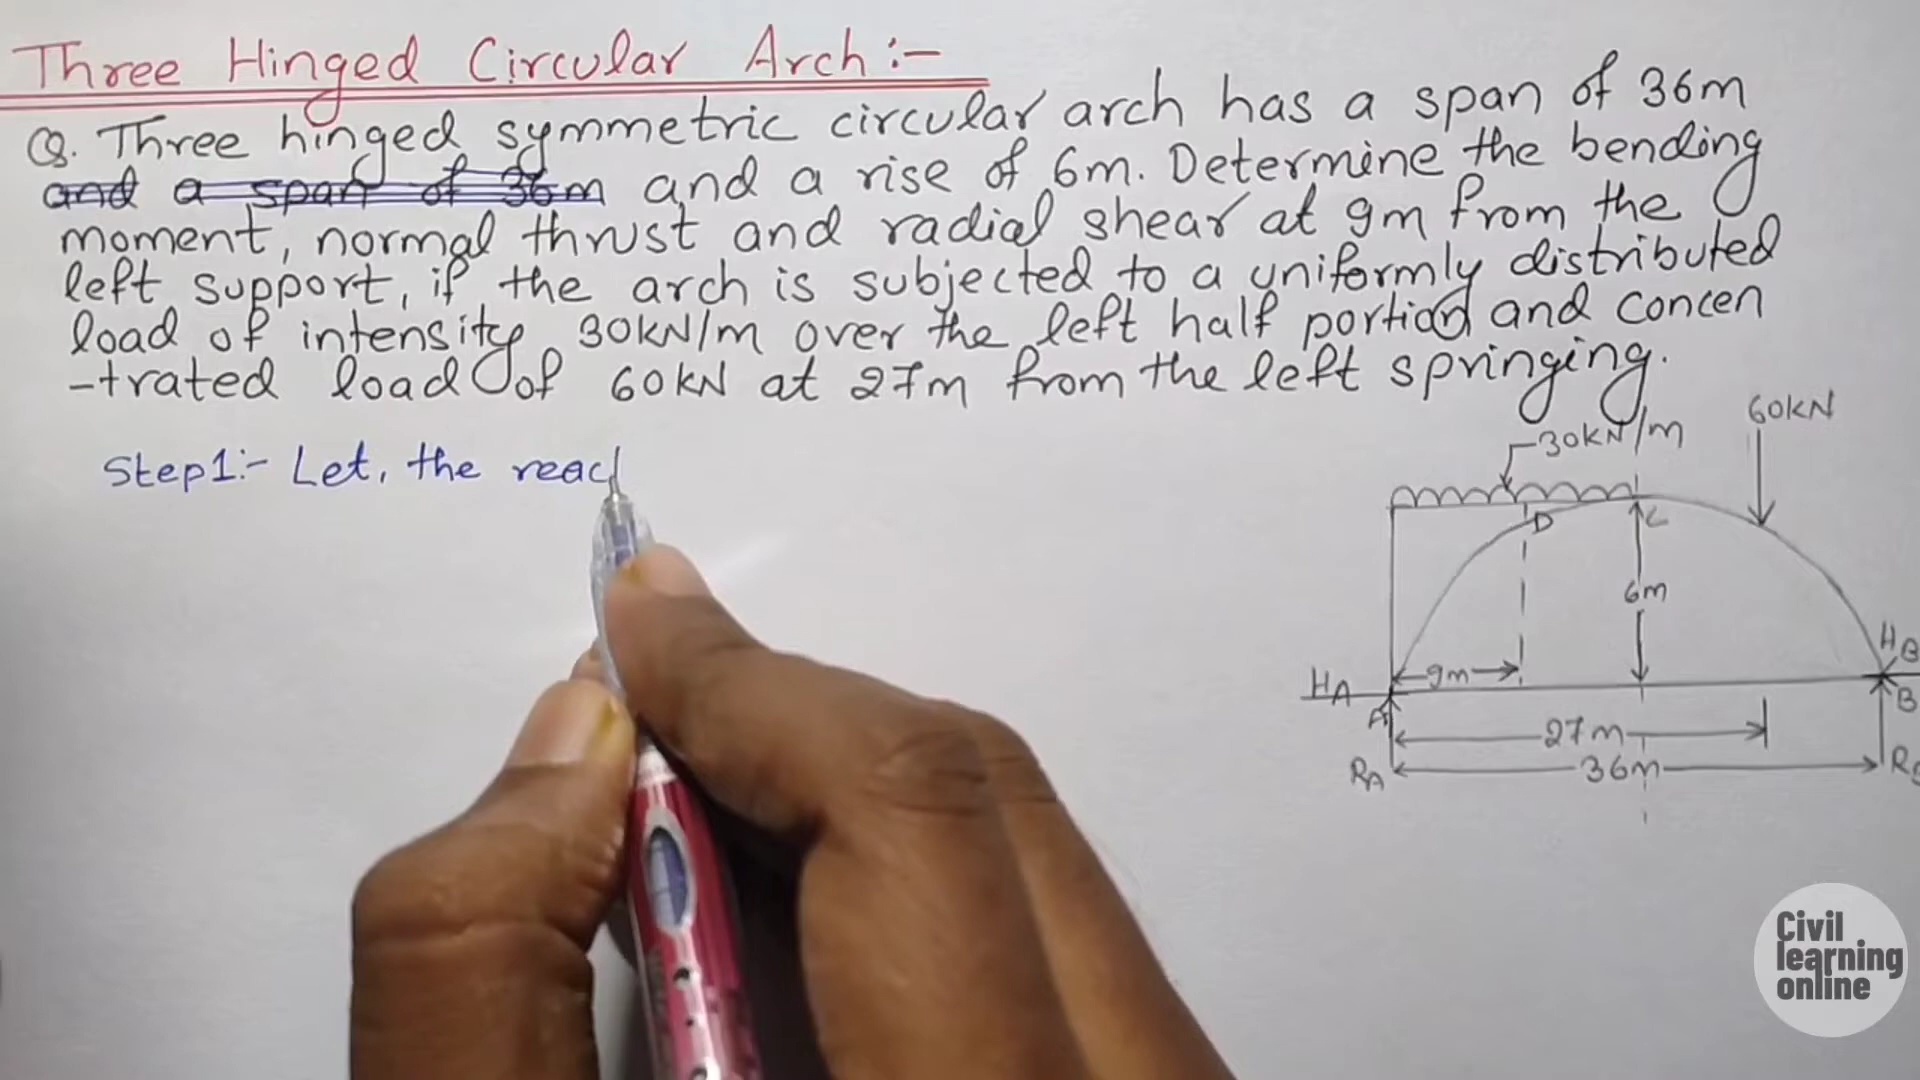 Three Hinged Circular Arch:-
Q. Three hinged symmetric circular arch has a span of 36m
and a span of 36m and a rise of 6m. Determine the bending
moment, normal thrust and radial shear at 9m from the
left support, if the arch is subjected to a uniformly distributed
load of intensity 30kN/m over the left half portion and concen
-trated load of 60kN at 27m from the left springing.
Step1:- Let, the reac
60kN
30kN/m
D C
6m
HA 9m HB
A B
27m
RA 36m
Civil
learning
online